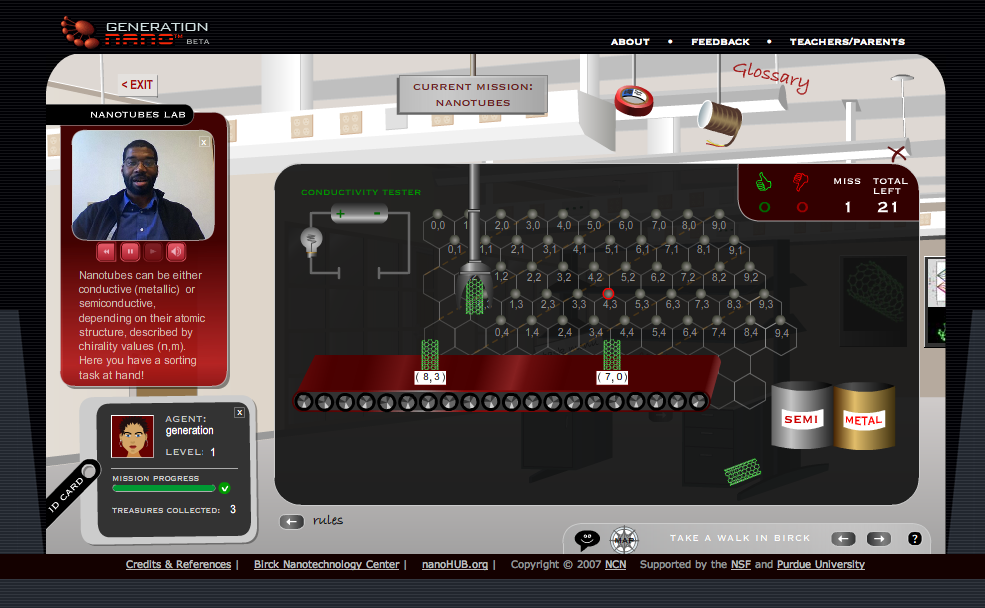 GENERATION
NANO™ BETA
ABOUT • FEEDBACK • TEACHERS/PARENTS
< EXIT
CURRENT MISSION:
NANOTUBES
Glossary
NANOTUBES LAB
x
Nanotubes can be either
conductive (metallic) or
semiconductive,
depending on their atomic
structure, described by
chirality values (n,m).
Here you have a sorting
task at hand!
CONDUCTIVITY TESTER
+ -
MISS TOTAL
LEFT
0 0 1 21
0,0 1 2,0 3,0 4,0 5,0 6,0 7,0 8,0 9,0
0,1 1 2,1 3,1 4,1 5,1 6,1 7,1 8,1 9,1
1,2 2,2 3,2 4,2 5,2 6,2 7,2 8,2 9,2
1,3 2,3 3,3 4,3 5,3 6,3 7,3 8,3 9,3
0,4 1,4 2,4 3,4 4,4 5,4 6,4 7,4 8,4 9,4
(8,3) (7,0)
SEMI METAL
x
AGENT:
generation
LEVEL: 1
MISSION PROGRESS
TREASURES COLLECTED: 3
ID CARD
rules
MAP
TAKE A WALK IN BIRCK
?
Credits & References | Birck Nanotechnology Center | nanoHUB.org | Copyright © 2007 NCN Supported by the NSF and Purdue University